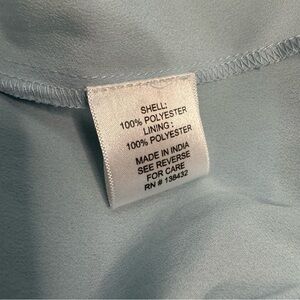 SHELL:
100% POLYESTER
LINING :
100% POLYESTER
MADE IN INDIA
SEE REVERSE
FOR CARE
RN # 138432